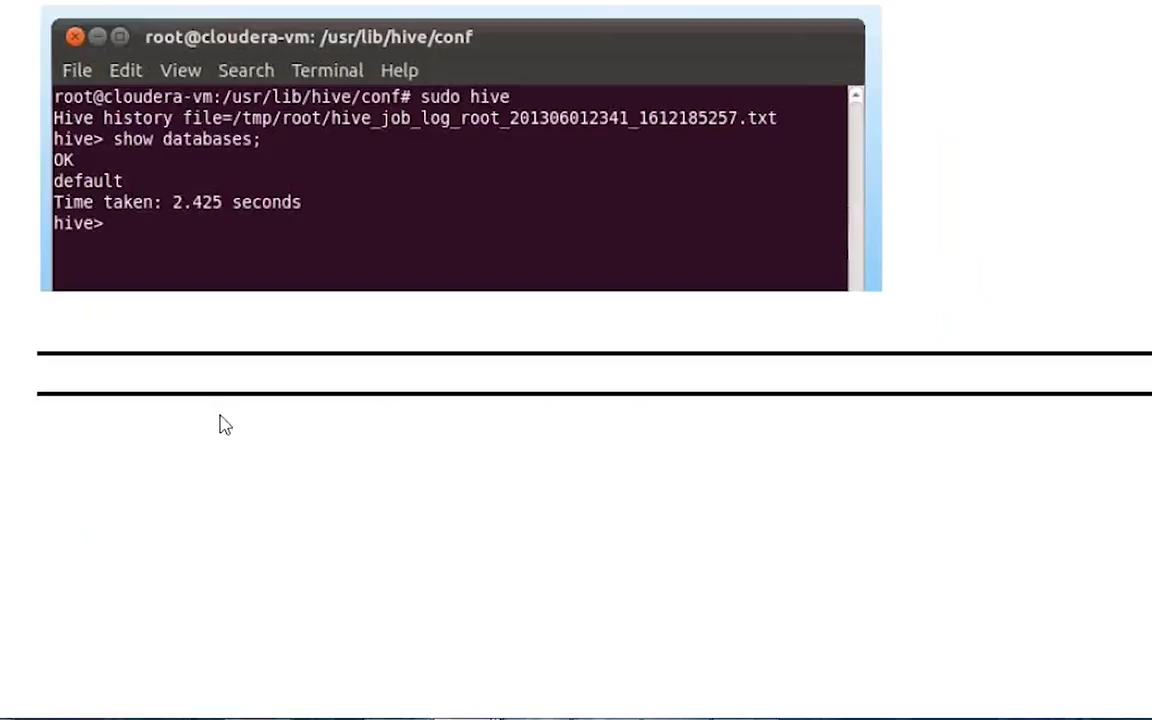 root@cloudera-vm: /usr/lib/hive/conf
File Edit View Search Terminal Help
root@cloudera-vm:/usr/lib/hive/conf# sudo hive
Hive history file=/tmp/root/hive_job_log_root_201306012341_1612185257.txt
hive> show databases;
OK
default
Time taken: 2.425 seconds
hive>